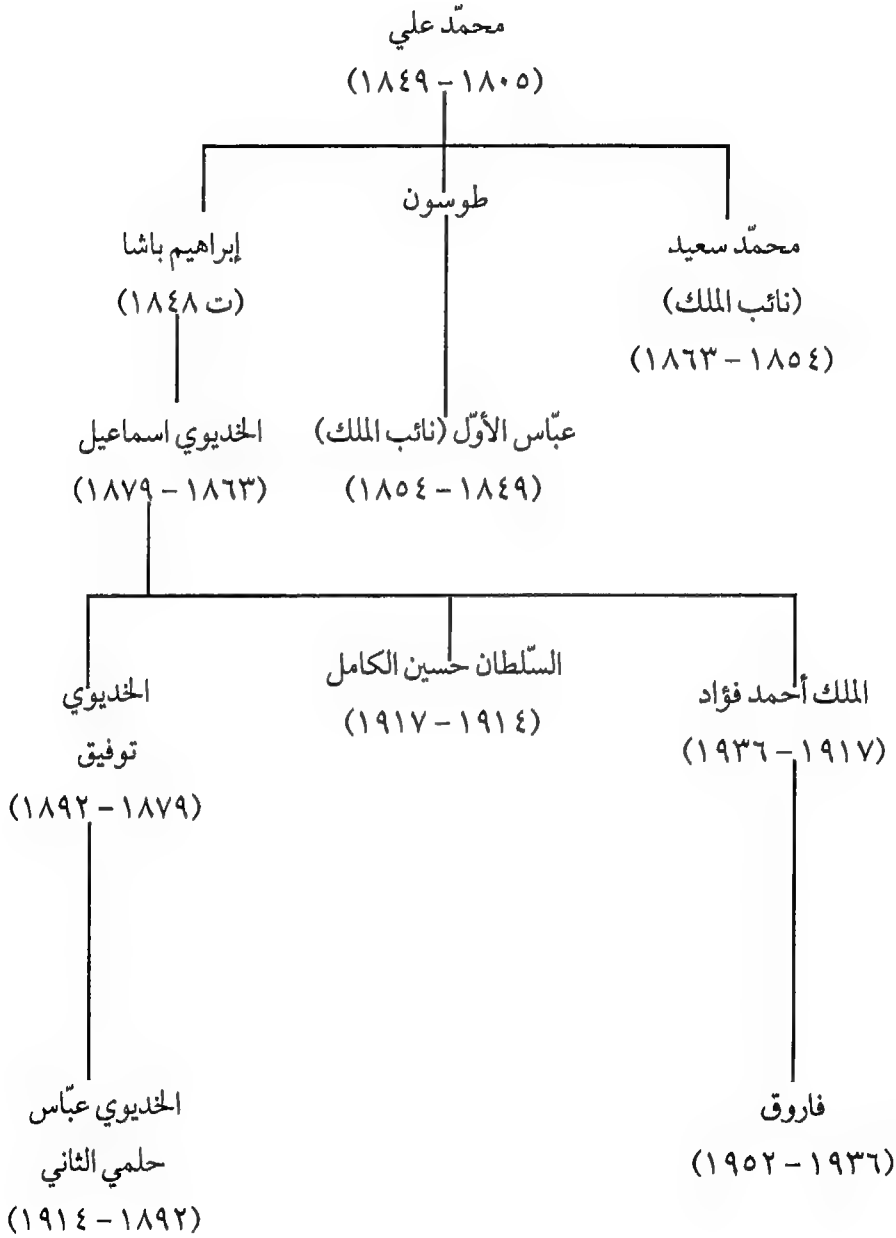 محمّد علي
(١٨٠٥ – ١٨٤٩)
طوسون
محمّد سعيد
(نائب الملك)
(١٨٥٤ – ١٨٦٣)
إبراهيم باشا
(ت ١٨٤٨)
عبّاس الأوّل (نائب الملك)
(١٨٤٩ – ١٨٥٤)
الخديوي اسماعيل
(١٨٦٣ – ١٨٧٩)
الملك أحمد فؤاد
(١٩١٧ – ١٩٣٦)
السّلطان حسين الكامل
(١٩١٤ – ١٩١٧)
الخديوي
توفيق
(١٨٧٩ – ١٨٩٢)
فاروق
(١٩٣٦ – ١٩٥٢)
الخديوي عبّاس
حلمي الثاني
(١٨٩٢ – ١٩١٤)